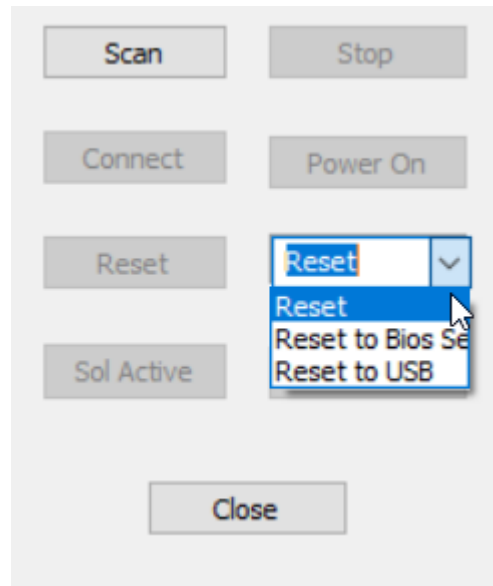 Scan
Stop
Connect
Power On
Reset
Reset
Reset
Reset to Bios Se
Reset to USB
Sol Active
Close